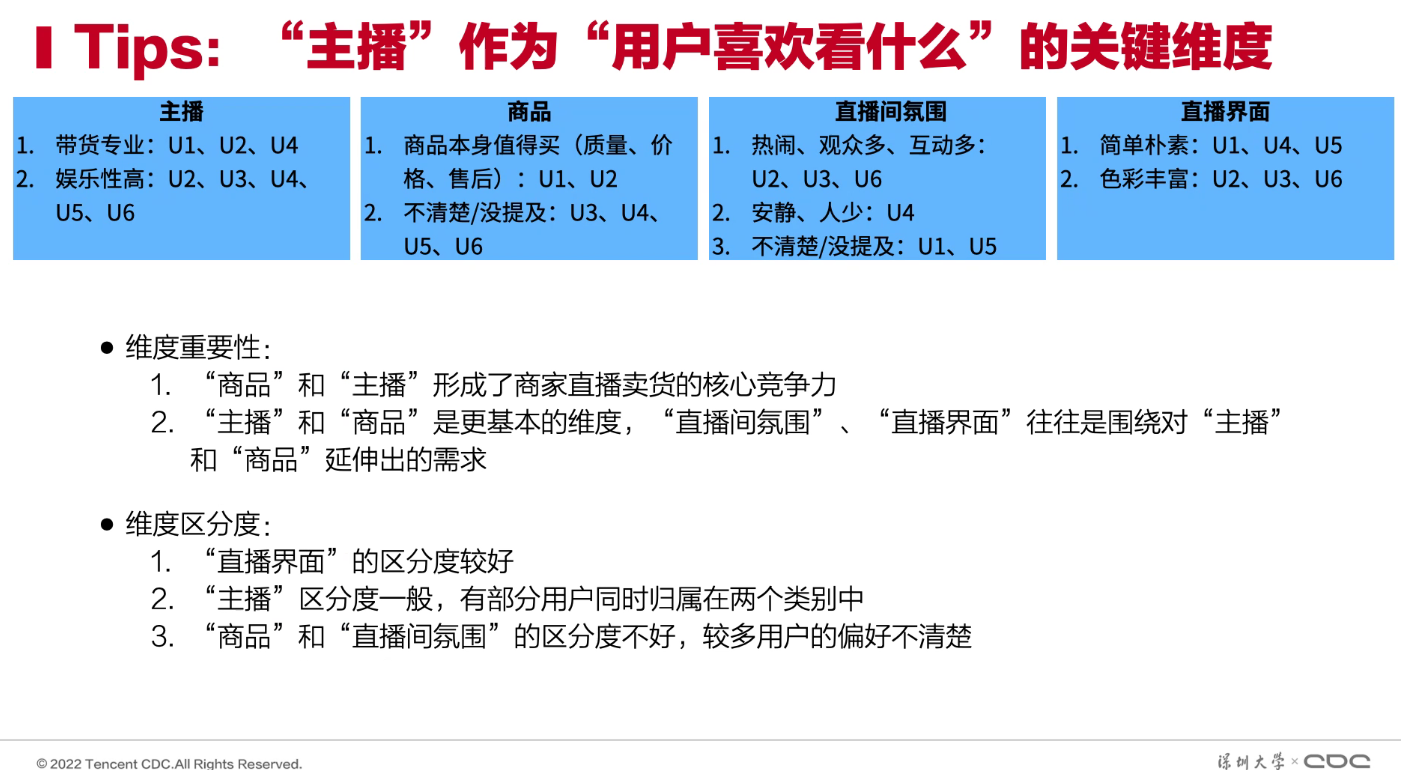 Tips: “主播”作为“用户喜欢看什么”的关键维度
主播
1. 带货专业：U1、U2、U4
2. 娱乐性高：U2、U3、U4、
U5、U6
商品
1. 商品本身值得买（质量、价
格、售后）：U1、U2
2. 不清楚/没提及：U3、U4、
U5、U6
直播间氛围
1. 热闹、观众多、互动多：
U2、U3、U6
2. 安静、人少：U4
3. 不清楚/没提及：U1、U5
直播界面
1. 简单朴素：U1、U4、U5
2. 色彩丰富：U2、U3、U6
● 维度重要性：
1. “商品”和“主播”形成了商家直播卖货的核心竞争力
2. “主播”和“商品”是更基本的维度，“直播间氛围”、“直播界面”往往是围绕对“主播”
和“商品”延伸出的需求
● 维度区分度：
1. “直播界面”的区分度较好
2. “主播”区分度一般，有部分用户同时归属在两个类别中
3. “商品”和“直播间氛围”的区分度不好，较多用户的偏好不清楚
© 2022 Tencent CDC.All Rights Reserved.
深圳大学 × CDC